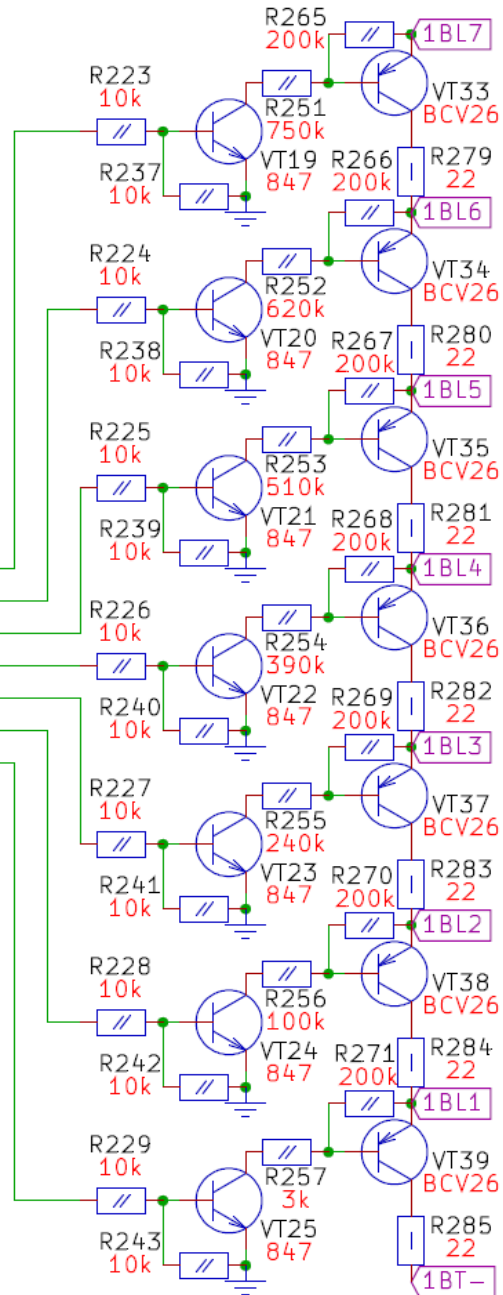 R265
200k
1BL7
R223
10k
R251
750k
VT33
BCV26
R237
10k
VT19
847
R266
200k
R279
22
1BL6
R224
10k
R252
620k
VT34
BCV26
R238
10k
VT20
847
R267
200k
R280
22
1BL5
R225
10k
R253
510k
VT35
BCV26
R239
10k
VT21
847
R268
200k
R281
22
1BL4
R226
10k
R254
390k
VT36
BCV26
R240
10k
VT22
847
R269
200k
R282
22
1BL3
R227
10k
R255
240k
VT37
BCV26
R241
10k
VT23
847
R270
200k
R283
22
1BL2
R228
10k
R256
100k
VT38
BCV26
R242
10k
VT24
847
R271
200k
R284
22
1BL1
R229
10k
R257
3k
VT39
BCV26
R243
10k
VT25
847
R285
22
1BT-